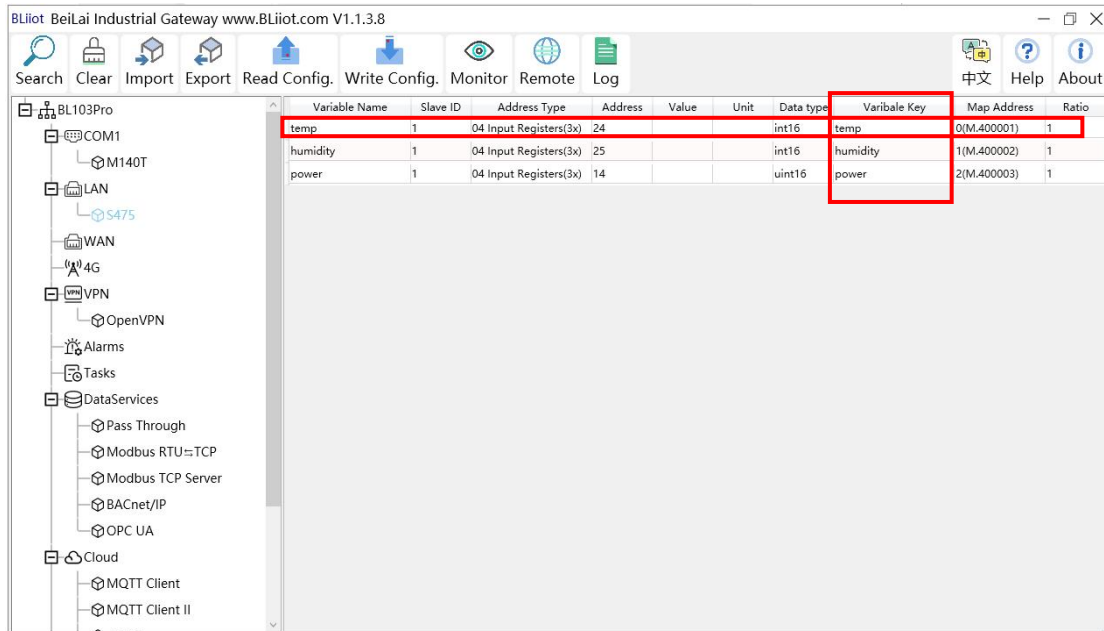 BLiiot BeiLai Industrial Gateway www.BLiiot.com V1.1.3.8
Search Clear Import Export Read Config. Write Config. Monitor Remote Log 中文 Help About
Variable Name Slave ID Address Type Address Value Unit Data type Varibale Key Map Address Ratio
temp 1 04 Input Registers(3x) 24 int16 temp 0(M.400001) 1
humidity 1 04 Input Registers(3x) 25 int16 humidity 1(M.400002) 1
power 1 04 Input Registers(3x) 14 uint16 power 2(M.400003) 1
BL103Pro
COM1
M140T
LAN
S475
WAN
4G
VPN VPN
OpenVPN
Alarms
Tasks
DataServices
Pass Through
Modbus RTU⇆TCP
Modbus TCP Server
BACnet/IP
OPC UA
Cloud
MQTT Client
MQTT Client II